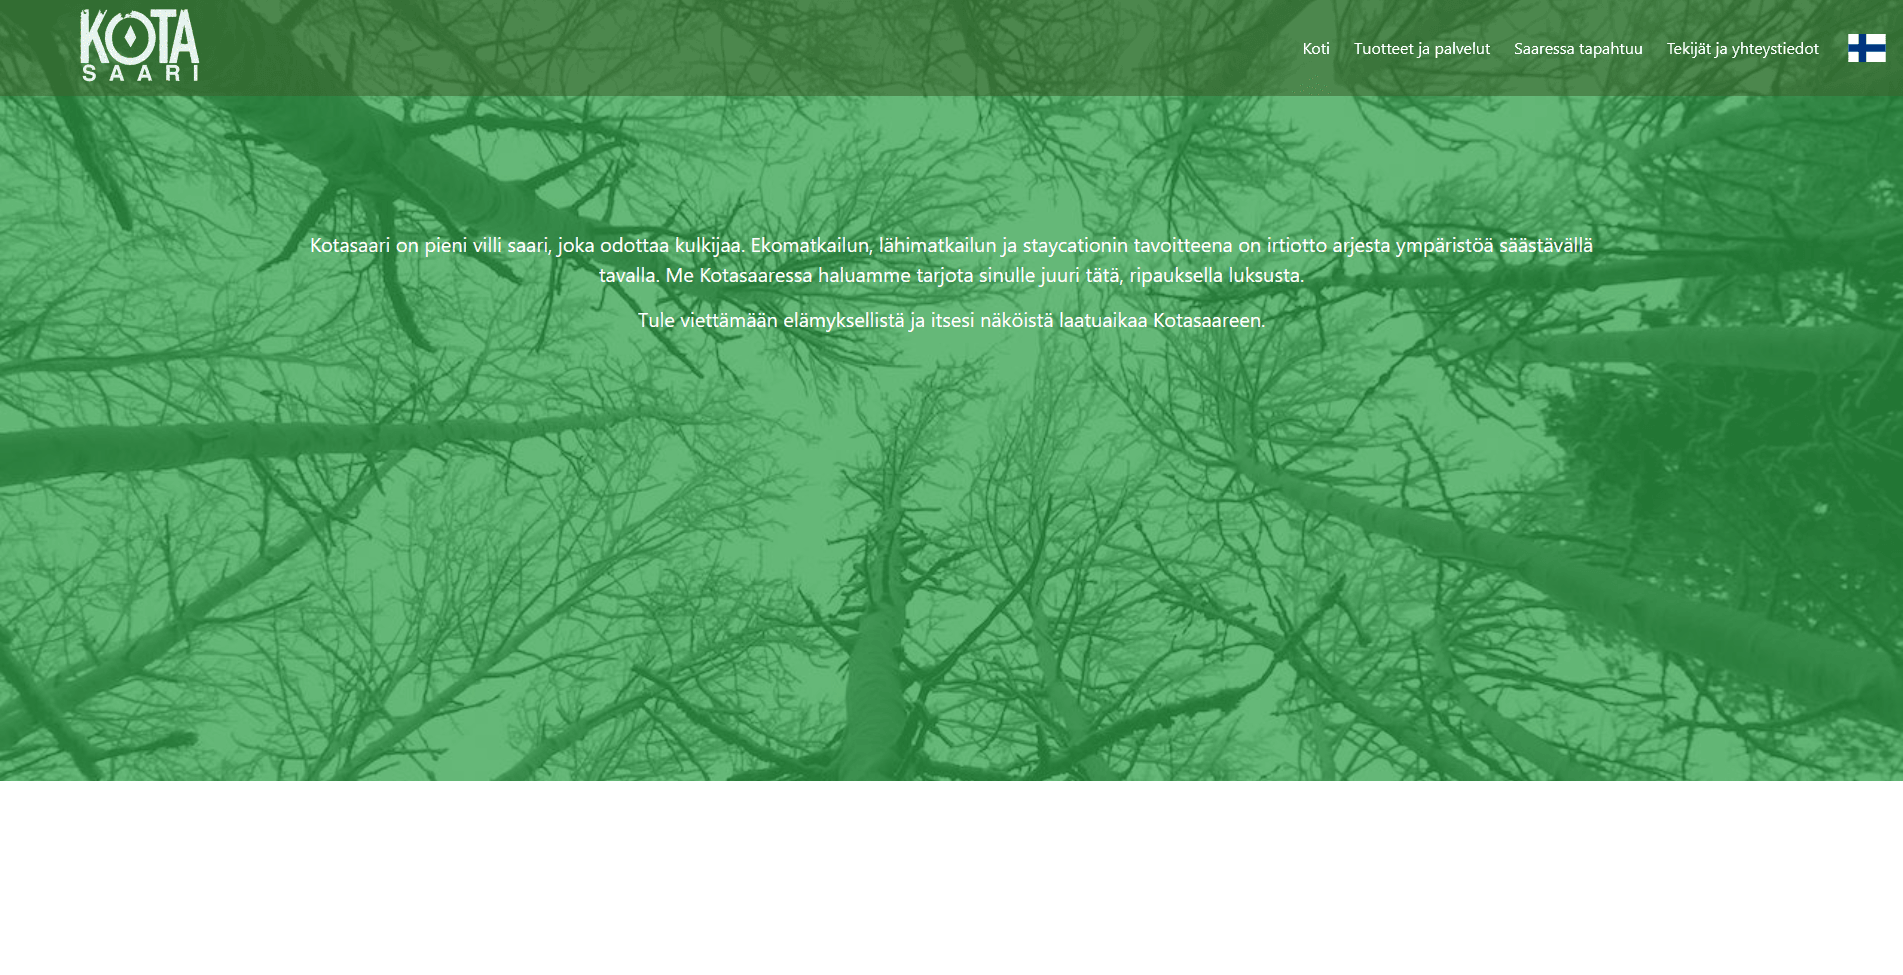 KOTA
SAARI
Koti Tuotteet ja palvelut Saaressa tapahtuu Tekijät ja yhteystiedot
Kotasaari on pieni villi saari, joka odottaa kulkijaa. Ekomatkailun, lähimatkailun ja staycationin tavoitteena on irtiotto arjesta ympäristöä säästävällä
tavalla. Me Kotasaaressa haluamme tarjota sinulle juuri tätä, ripauksella luksusta.
Tule viettämään elämyksellistä ja itsesi näköistä laatuaikaa Kotasaareen.